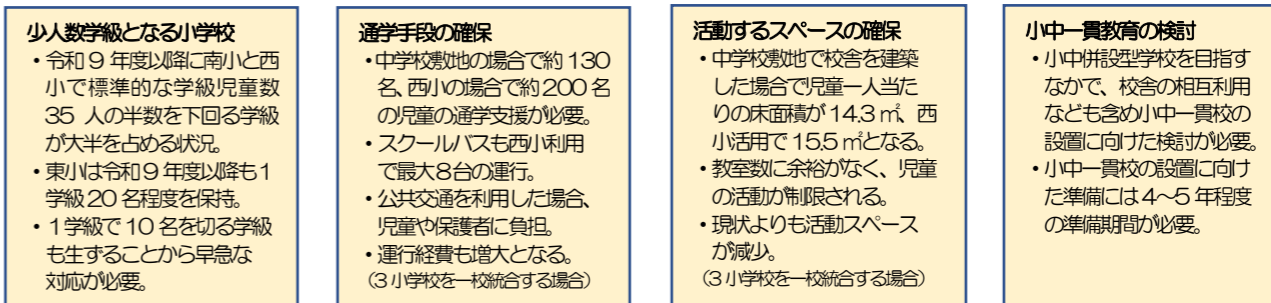 少人数学級となる小学校
・令和９年度以降に南小と西
小で標準的な学級児童数
35 人の半数を下回る学級
が大半を占める状況。
・東小は令和９年度以降も１
学級 20 名程度を保持。
・１学級で 10 名を切る学級
も生ずることから早急な
対応が必要。
通学手段の確保
・中学校敷地の場合で約 130
名、西小の場合で約 200 名
の児童の通学支援が必要。
・スクールバスも西小利用
で最大８台の運行。
・公共交通を利用した場合、
児童や保護者に負担。
・運行経費も増大となる。
（３小学校を一校統合する場合）
活動するスペースの確保
・中学校敷地で校舎を建築
した場合で児童一人当た
りの床面積が 14.3 ㎡、西
小活用で 15.5 ㎡となる。
・教室数に余裕がなく、児童
の活動が制限される。
・現状よりも活動スペース
が減少。
（３小学校を一校統合する場合）
小中一貫教育の検討
・小中併設型学校を目指す
なかで、校舎の相互利用
なども含め小中一貫校の
設置に向けた検討が必要。
・小中一貫校の設置に向け
た準備には４～５年程度
の準備期間が必要。